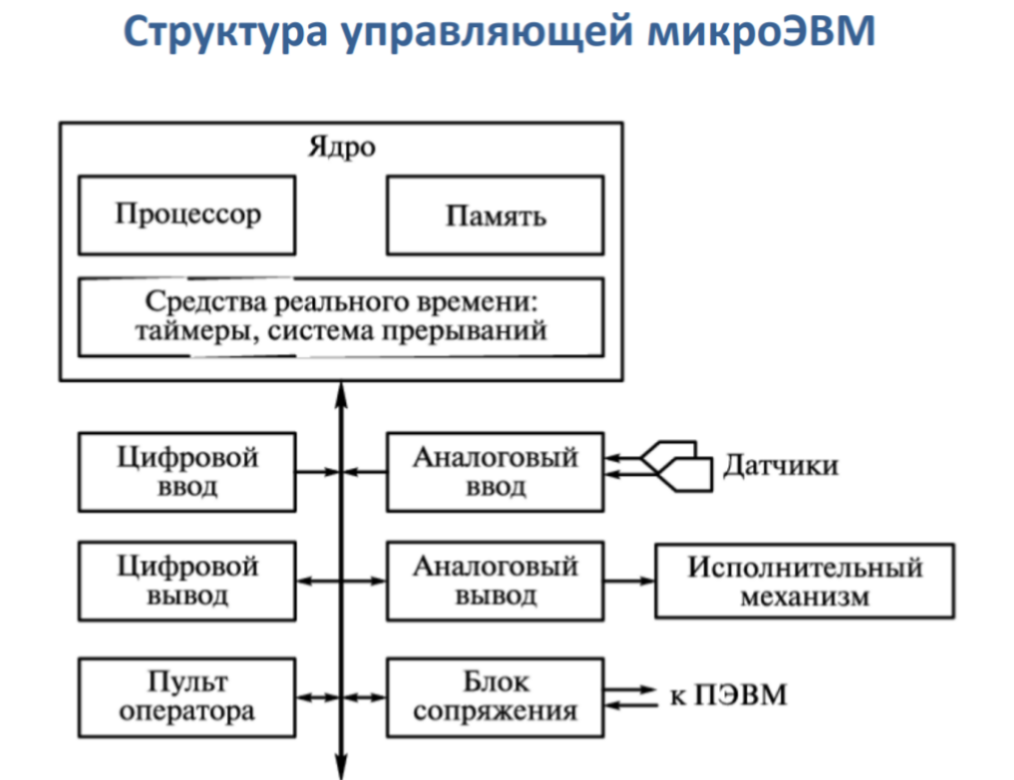 Структура управляющей микроЭВМ
Ядро
Процессор
Память
Средства реального времени:
таймеры, система прерываний
Цифровой
ввод
Аналоговый
ввод
Датчики
Цифровой
вывод
Аналоговый
вывод
Исполнительный
механизм
Пульт
оператора
Блок
сопряжения
к ПЭВМ